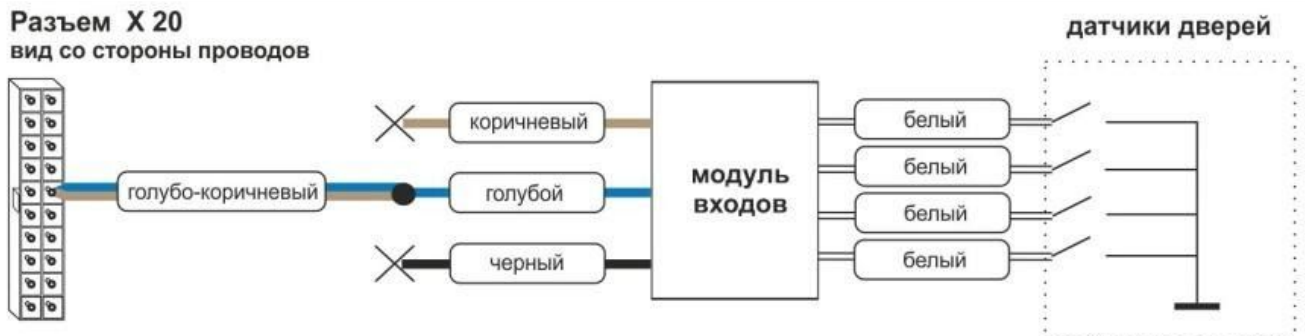 Разъем X 20
вид со стороны проводов
датчики дверей
голубо-коричневый
коричневый
голубой
черный
модуль
входов
белый
белый
белый
белый